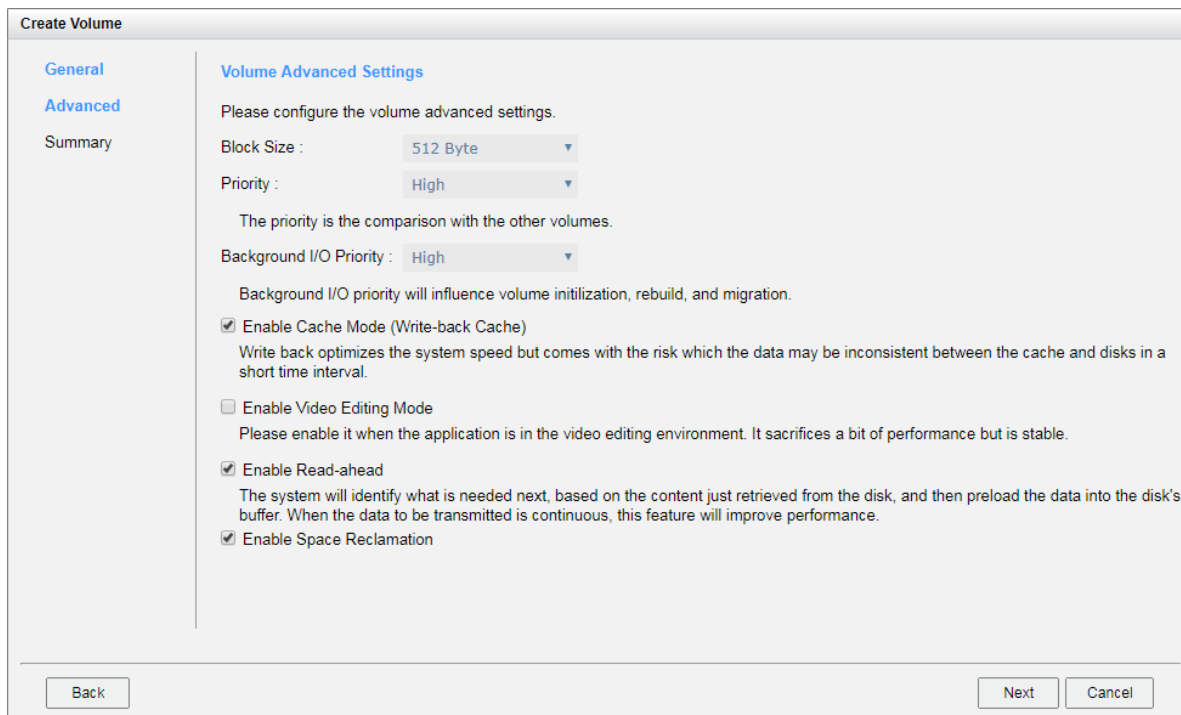 Create Volume
General
Advanced
Summary
Volume Advanced Settings
Please configure the volume advanced settings.
Block Size : 512 Byte
Priority : High
The priority is the comparison with the other volumes.
Background I/O Priority : High
Background I/O priority will influence volume initilization, rebuild, and migration.
Enable Cache Mode (Write-back Cache)
Write back optimizes the system speed but comes with the risk which the data may be inconsistent between the cache and disks in a
short time interval.
Enable Video Editing Mode
Please enable it when the application is in the video editing environment. It sacrifices a bit of performance but is stable.
Enable Read-ahead
The system will identify what is needed next, based on the content just retrieved from the disk, and then preload the data into the disk's
buffer. When the data to be transmitted is continuous, this feature will improve performance.
Enable Space Reclamation
Back
Next
Cancel